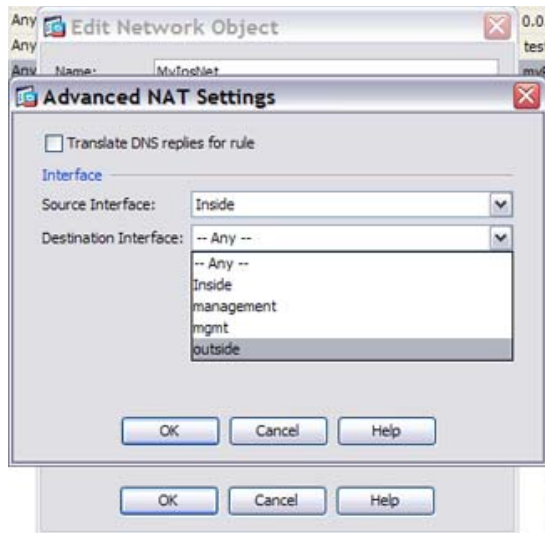 Any Edit Network Object 0.0
Any tes
Any Name: MyInsNet
Advanced NAT Settings
Translate DNS replies for rule
Interface
Source Interface: Inside
Destination Interface: -- Any --
-- Any --
Inside
management
mgmt
outside
OK Cancel Help
OK Cancel Help